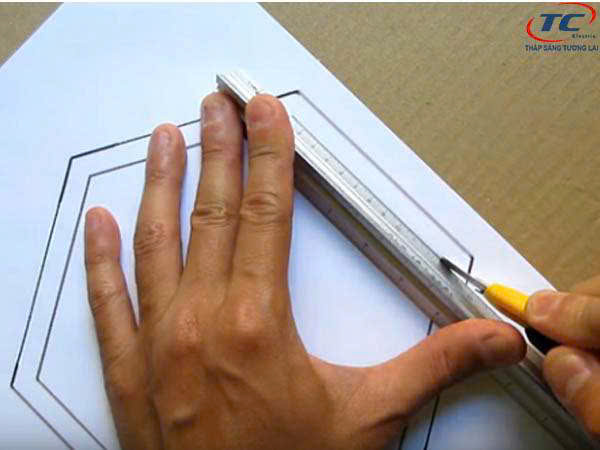 TC
Electric
THẮP SÁNG TƯƠNG LAI